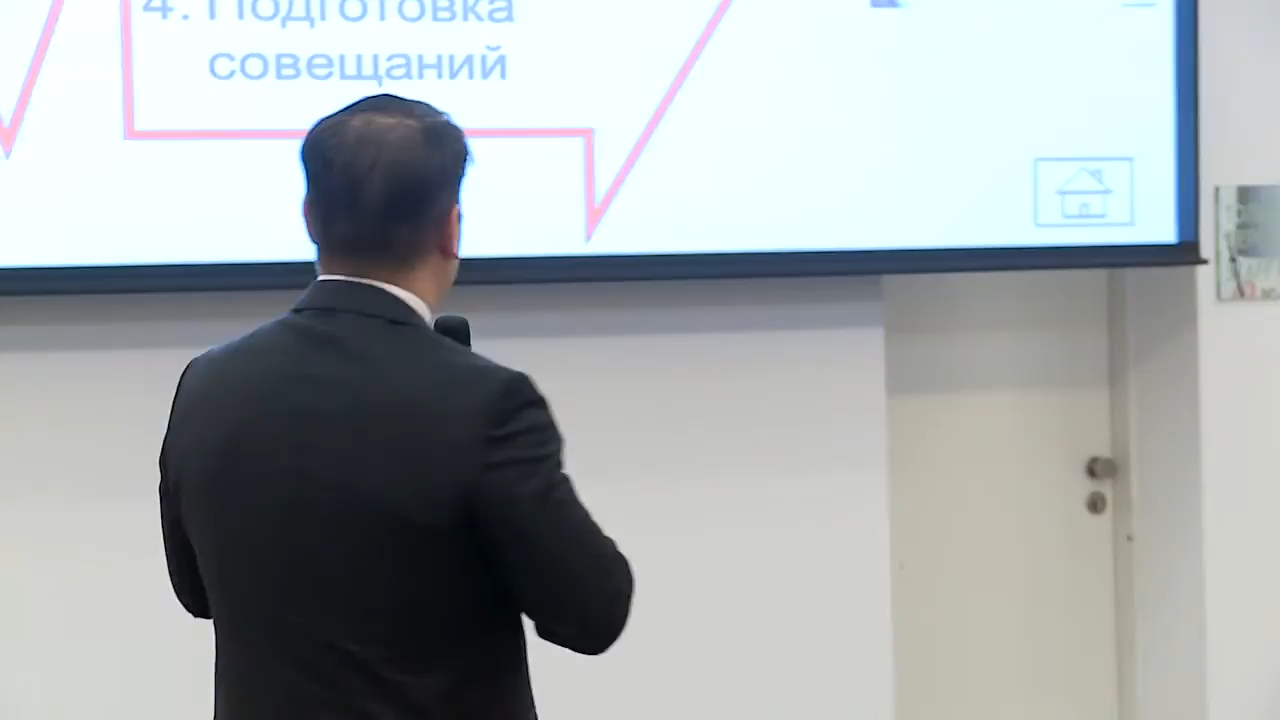 4. Подготовка
совещаний